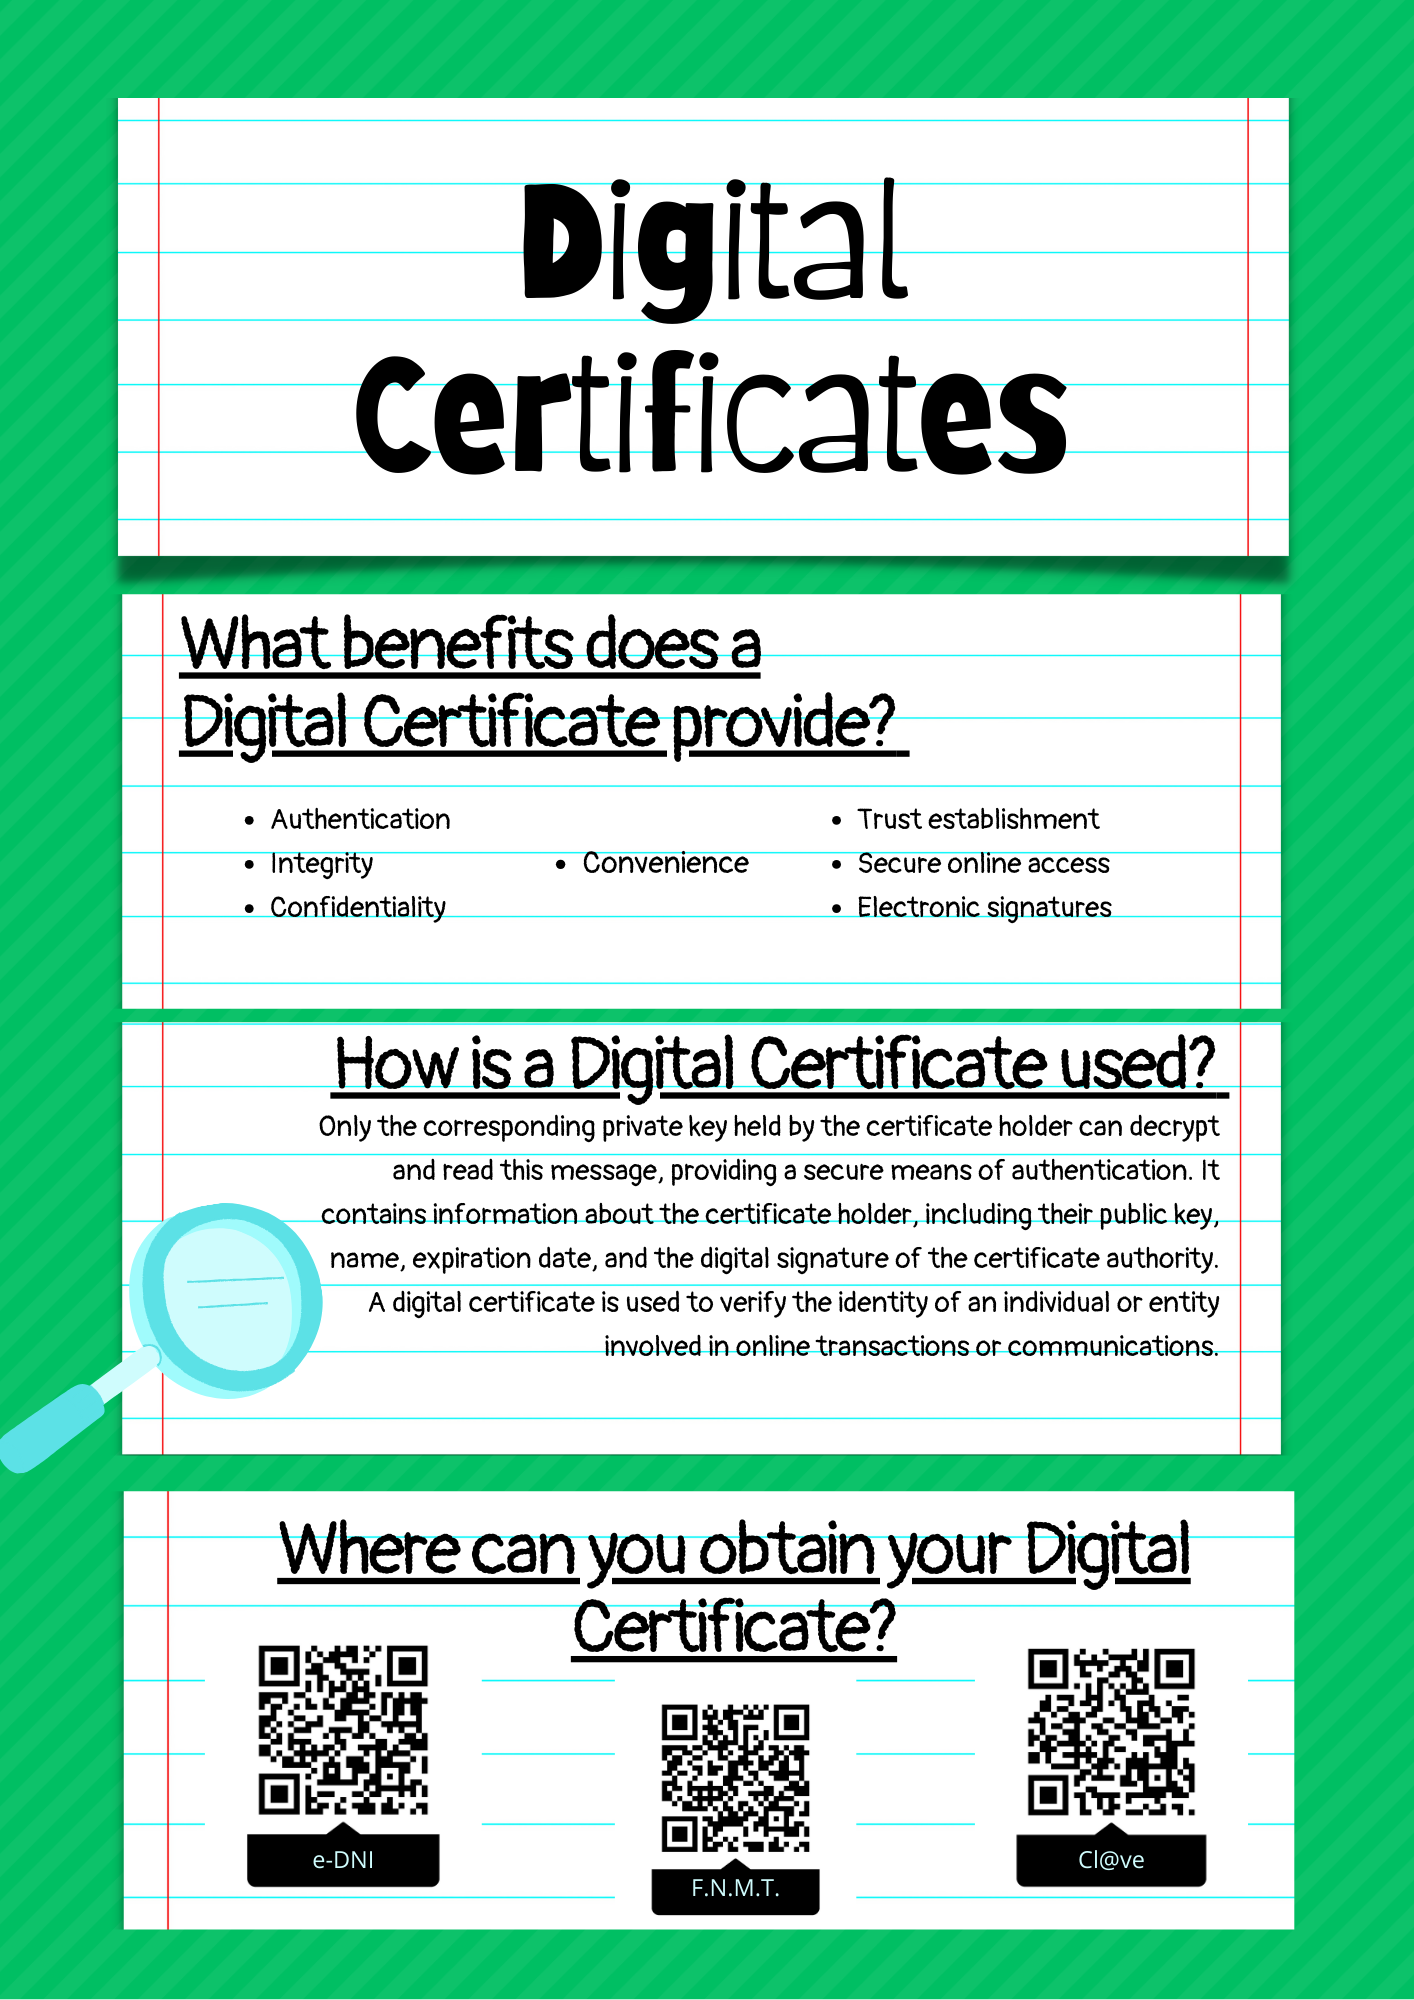 Digital
Certificates
What benefits does a
Digital Certificate provide?
• Authentication
• Integrity
• Confidentiality
• Convenience
• Trust establishment
• Secure online access
• Electronic signatures
How is a Digital Certificate used?
Only the corresponding private key held by the certificate holder can decrypt
and read this message, providing a secure means of authentication. It
contains information about the certificate holder, including their public key,
name, expiration date, and the digital signature of the certificate authority.
A digital certificate is used to verify the identity of an individual or entity
involved in online transactions or communications.
Where can you obtain your Digital
Certificate?
e-DNI
F.N.M.T.
Cl@ve